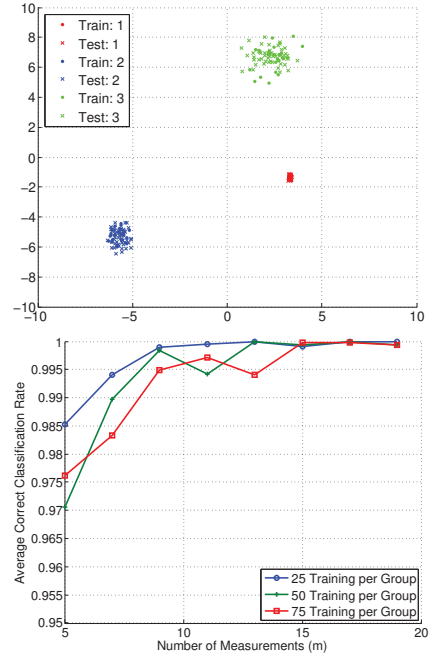 10
8
6
4
2
0
−2
−4
−6
−8
−10
Train: 1
Test: 1
Train: 2
Test: 2
Train: 3
Test: 3
−10 −5 0 5 10
Average Correct Classification Rate
1
0.995
0.99
0.985
0.98
0.975
0.97
0.965
0.96
0.955
0.95
25 Training per Group
50 Training per Group
75 Training per Group
5 10 15 20
Number of Measurements (m)